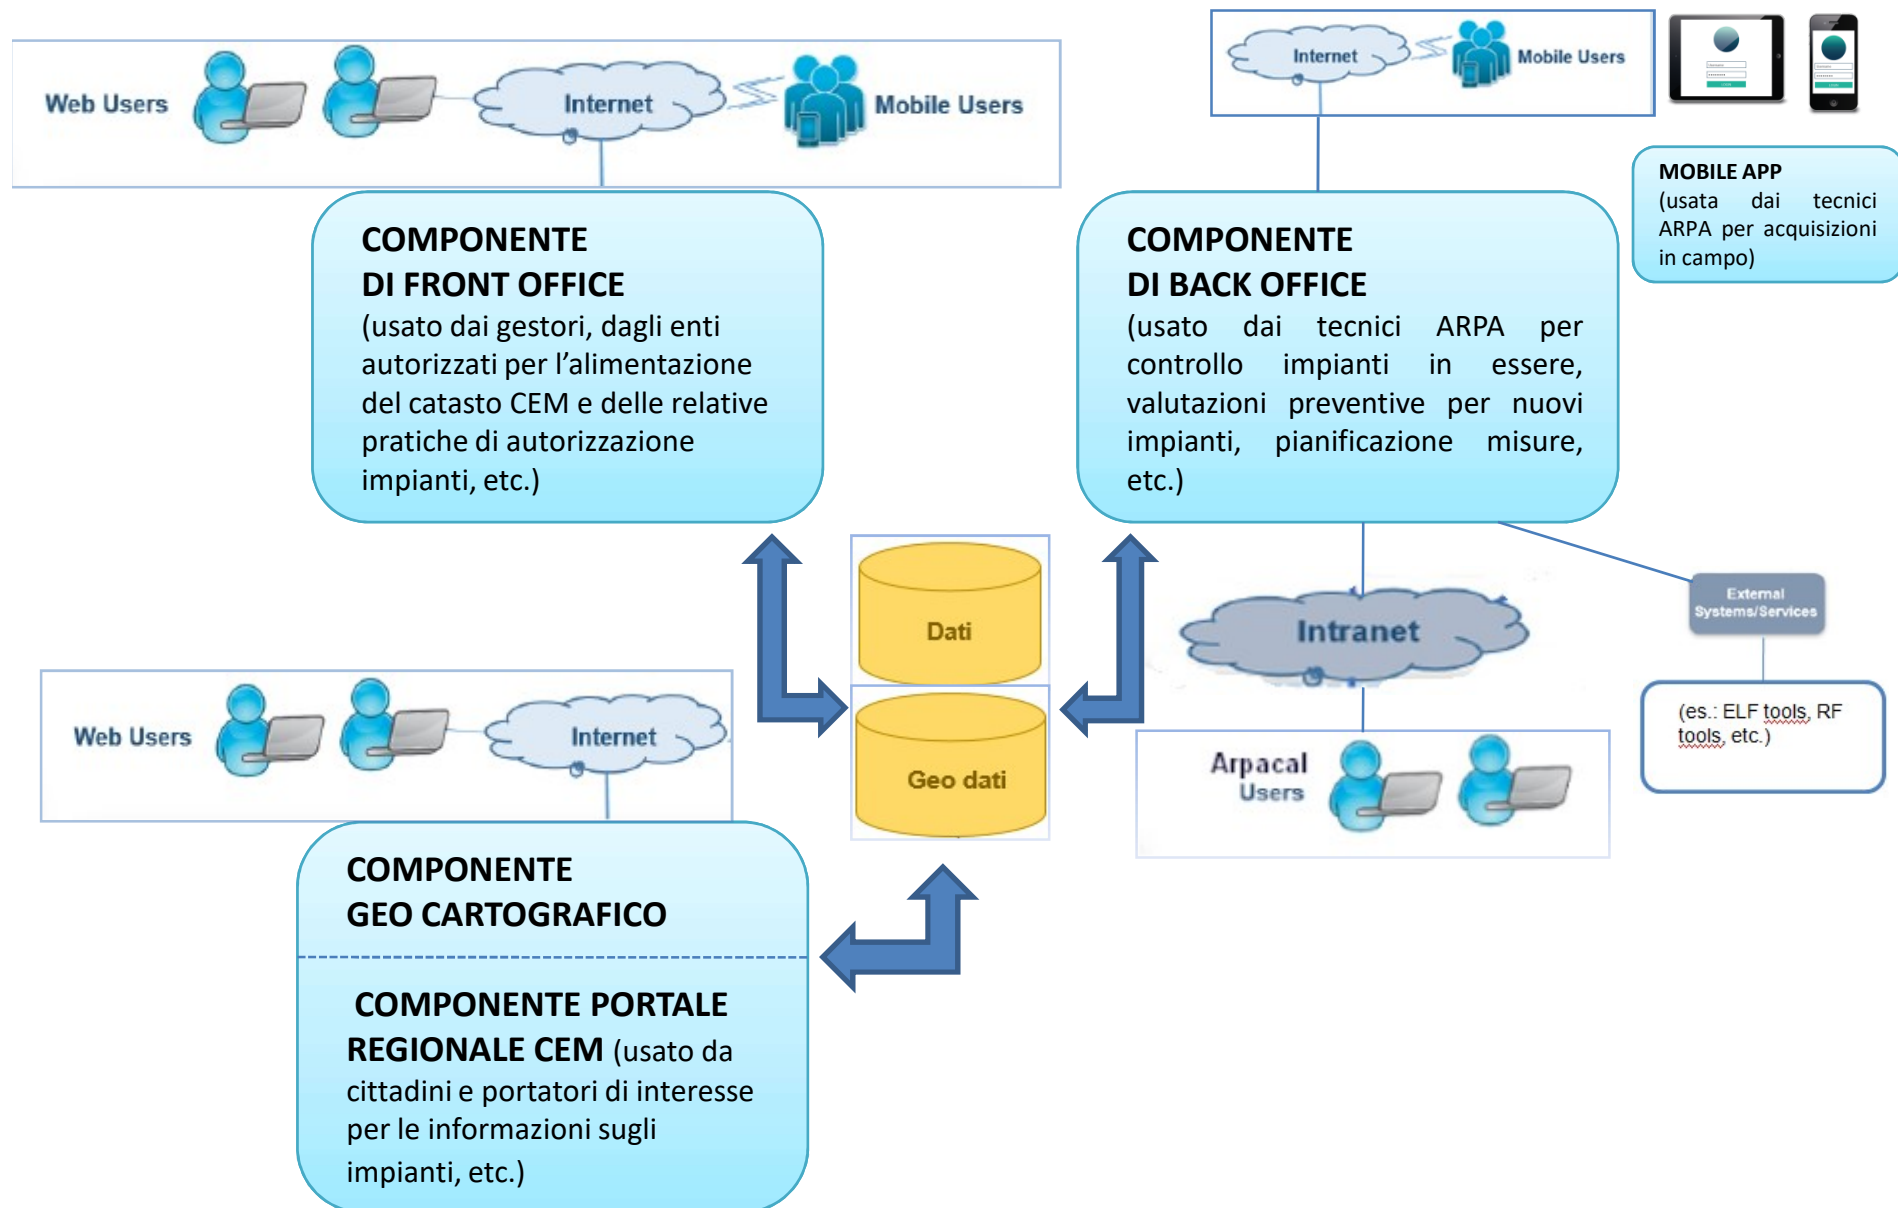 Web Users
Internet
Mobile Users
Internet
Mobile Users
MOBILE APP
(usata dai tecnici
ARPA per acquisizioni
in campo)
COMPONENTE
DI FRONT OFFICE
(usato dai gestori, dagli enti
autorizzati per l’alimentazione
del catasto CEM e delle relative
pratiche di autorizzazione
impianti, etc.)
COMPONENTE
DI BACK OFFICE
(usato dai tecnici ARPA per
controllo impianti in essere,
valutazioni preventive per nuovi
impianti, pianificazione misure,
etc.)
Dati
Geo dati
Intranet
External
Systems/Services
(es.: ELF tools, RF
tools, etc.)
Arpacal
Users
Web Users
Internet
COMPONENTE
GEO CARTOGRAFICO
COMPONENTE PORTALE
REGIONALE CEM (usato da
cittadini e portatori di interesse
per le informazioni sugli
impianti, etc.)